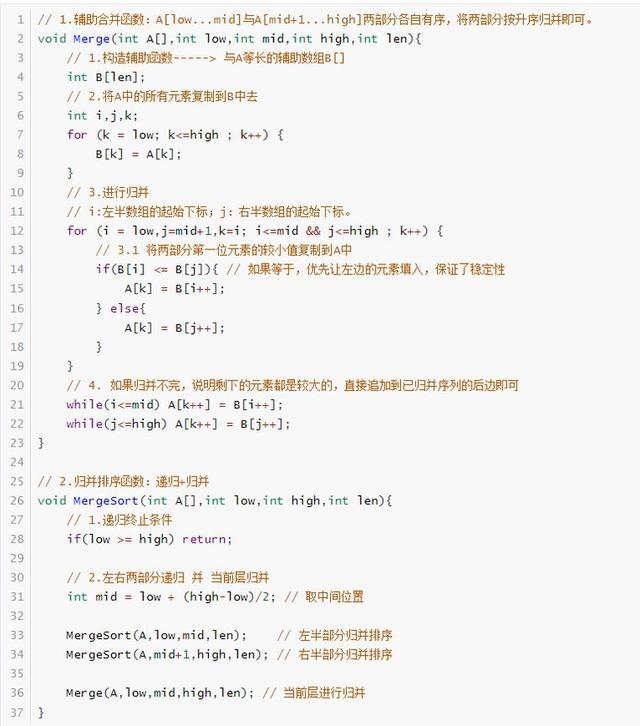 1 // 1.辅助合并函数：A[low...mid]与A[mid+1...high]两部分各自有序，将两部分按升序归并即可。
2 void Merge(int A[],int low,int mid,int high,int len){
3     // 1.构造辅助函数-----> 与A等长的辅助数组B[]
4     int B[len];
5     // 2.将A中的所有元素复制到B中去
6     int i,j,k;
7     for (k = low; k<=high ; k++) {
8         B[k] = A[k];
9     }
10     // 3.进行归并
11     // i:左半数组的起始下标；j：右半数组的起始下标。
12     for (i = low,j=mid+1,k=i; i<=mid && j<=high ; k++) {
13         // 3.1 将两部分第一位元素的较小值复制到A中
14         if(B[i] <= B[j]){ // 如果等于，优先让左边的元素填入，保证了稳定性
15             A[k] = B[i++];
16         } else{
17             A[k] = B[j++];
18         }
19     }
20     // 4. 如果归并不完，说明剩下的元素都是较大的，直接追加到已归并序列的后边即可
21     while(i<=mid) A[k++] = B[i++];
22     while(j<=high) A[k++] = B[j++];
23 }
24
25 // 2.归并排序函数：递归+归并
26 void MergeSort(int A[],int low,int high,int len){
27     // 1.递归终止条件
28     if(low >= high) return;
29
30     // 2.左右两部分递归 并 当前层归并
31     int mid = low + (high-low)/2; // 取中间位置
32
33     MergeSort(A,low,mid,len);    // 左半部分归并排序
34     MergeSort(A,mid+1,high,len); // 右半部分归并排序
35
36     Merge(A,low,mid,high,len); // 当前层进行归并
37 }